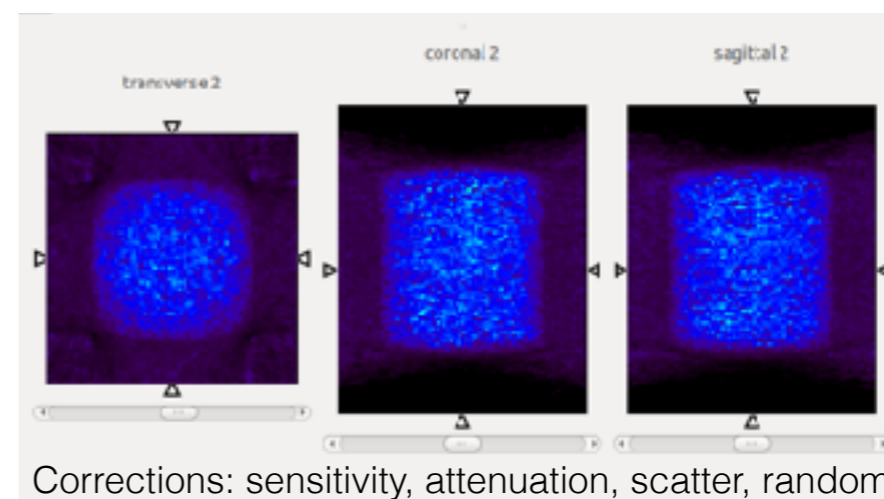 coronal 2
sagittal 2
transverse 2
Corrections: sensitivity, attenuation, scatter, random